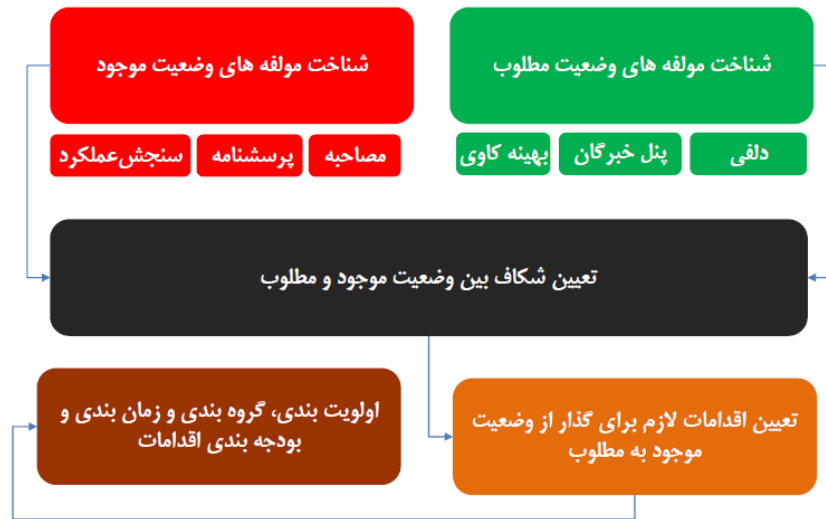 شناخت مولفه های وضعیت مطلوب
شناخت مولفه های وضعیت موجود
دلفی
پنل خبرگان
بهینه کاوی
مصاحبه
پرسشنامه
سنجش عملکرد
تعیین شکاف بین وضعیت موجود و مطلوب
تعیین اقدامات لازم برای گذار از وضعیت
موجود به مطلوب
اولویت بندی، گروه بندی و زمان بندی و
بودجه بندی اقدامات